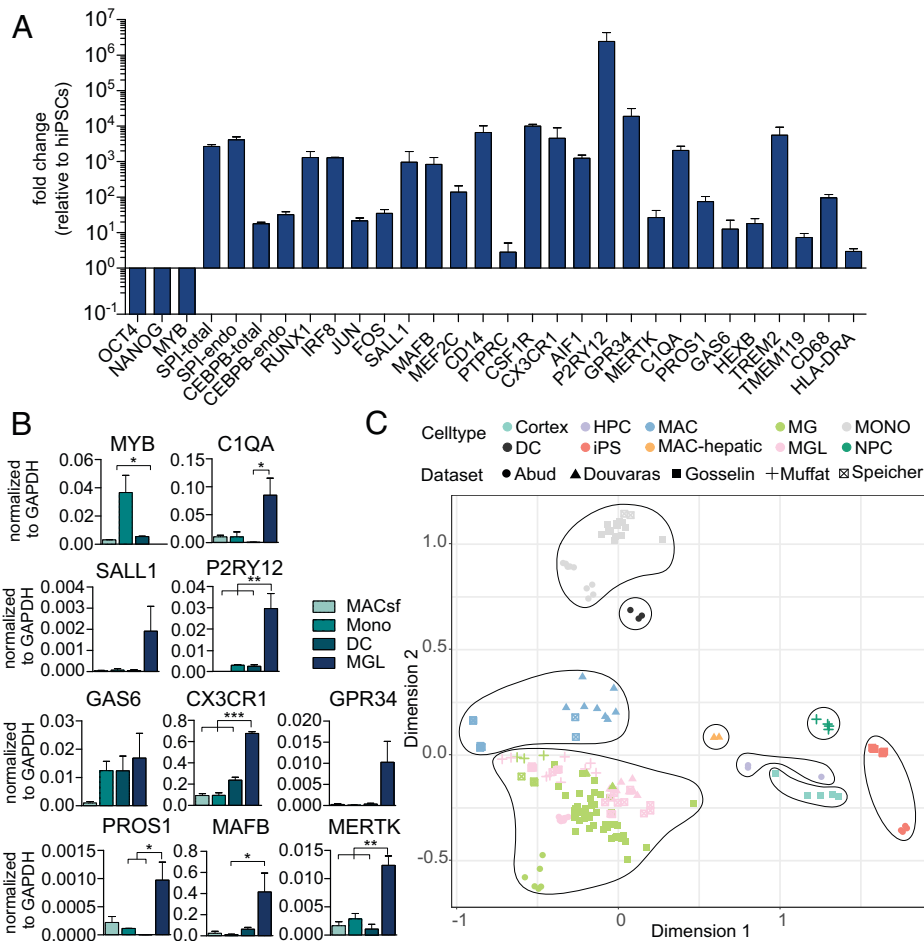 A
fold change
(relative to hiPSCs)
10^7
10^6
10^5
10^4
10^3
10^2
10^1
10^0
10^-1
OCT4
NANOG
MYB
SPI-total
SPI-endo
CEBPB-total
CEBPB-endo
RUNX1
IRF8
JUN
FOS
SALL1
MAFB
MEF2C
CD14
PTPRC
CSF1R
CX3CR1
AIF1
P2RY12
GPR34
MERTK
C1QA
PROS1
GAS6
HEXB
TREM2
TMEM119
CD68
HLA-DRA
B
MYB
normalized to GAPDH
0.06
0.04
0.02
0.00
*
C1QA
0.15
0.10
0.05
0.00
*
SALL1
normalized to GAPDH
0.004
0.003
0.002
0.001
0.000
P2RY12
0.04
0.03
0.02
0.01
0.00
**
MACsf
Mono
DC
MGL
GAS6
normalized to GAPDH
0.03
0.02
0.01
0.00
CX3CR1
0.8
0.6
0.4
0.2
0.0
***
GPR34
0.020
0.015
0.010
0.005
0.000
PROS1
normalized to GAPDH
0.0015
0.0010
0.0005
0.0000
*
MAFB
0.8
0.6
0.4
0.2
0.0
*
MERTK
0.015
0.010
0.005
0.000
**
C
Celltype
Cortex HPC MAC MG MONO
DC iPS MAC-hepatic MGL NPC
Dataset Abud Douvaras Gosselin Muffat Speicher
Dimension 2
1.0
0.5
0.0
-0.5
-1 0 1
Dimension 1